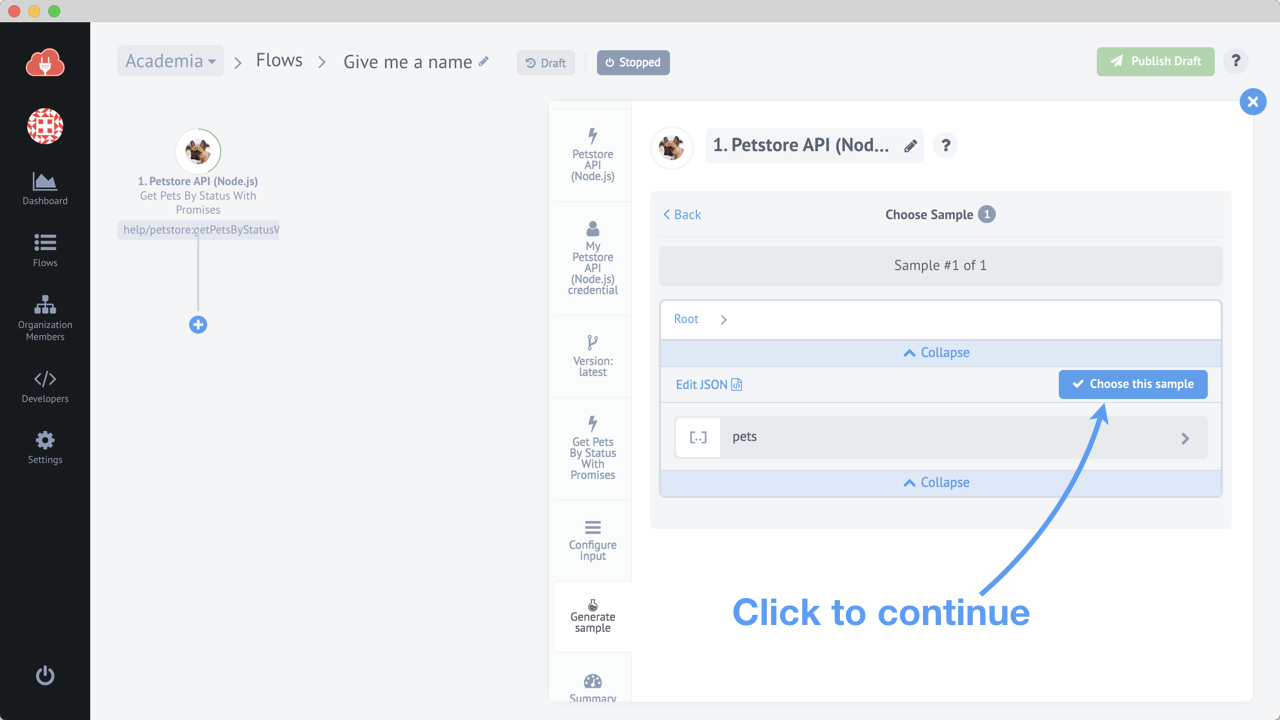 Academia
Flows
Give me a name
Draft
Stopped
Publish Draft
?
Dashboard
Flows
Organization
Members
Developers
Settings
1. Petstore API (Node.js)
Get Pets By Status With
Promises
help/petstore:getPetsByStatusW
Petstore
API
(Node.js)
My
Petstore
API
(Node.js)
credential
Version:
latest
Get Pets
By Status
With
Promises
Configure
input
Generate
sample
Summary
1. Petstore API (Nod...
?
Back
Choose Sample 1
Sample #1 of 1
Root
Collapse
Edit JSON
Choose this sample
[..]
pets
Collapse
Click to continue